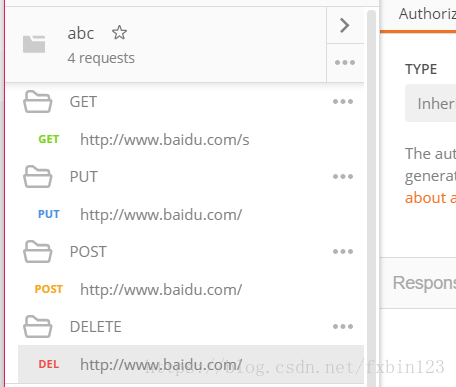 abc
4 requests
GET
GET http://www.baidu.com/s
PUT
PUT http://www.baidu.com/
POST
POST http://www.baidu.com/
DELETE
DEL http://www.baidu.com/
Authoriz
TYPE
Inheri
The aut
generat
about a
Respons
https://blog.csdn.net/fxbin123